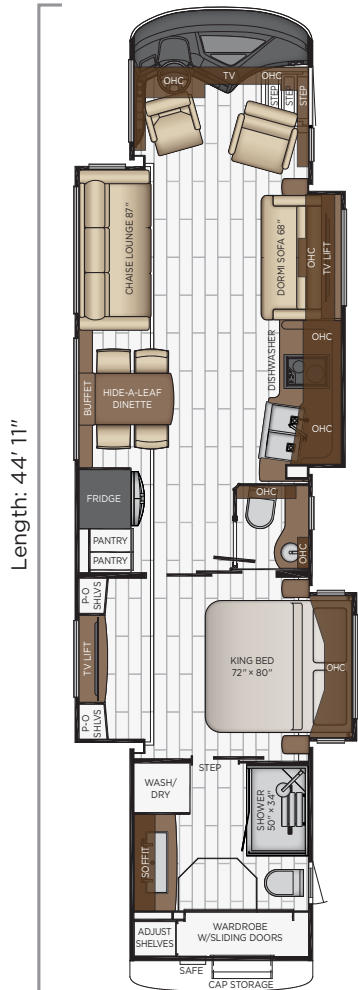 Length: 44' 11"
OHC
TV
OHC
STEP
STEP
STEP
CHAISE LOUNGE 87"
DORMI SOFA 68"
OHC
TV LIFT
BUFFET
HIDE-A-LEAF
DINETTE
DISHWASHER
OHC
OHC
FRIDGE
PANTRY
PANTRY
OHC
OHC
P-O
SHLVS
TV LIFT
P-O
SHLVS
KING BED
72" × 80"
OHC
STEP
WASH/
DRY
SHOWER
50" × 34"
SOFFIT
ADJUST
SHELVES
WARDROBE
W/SLIDING DOORS
SAFE
CAP STORAGE